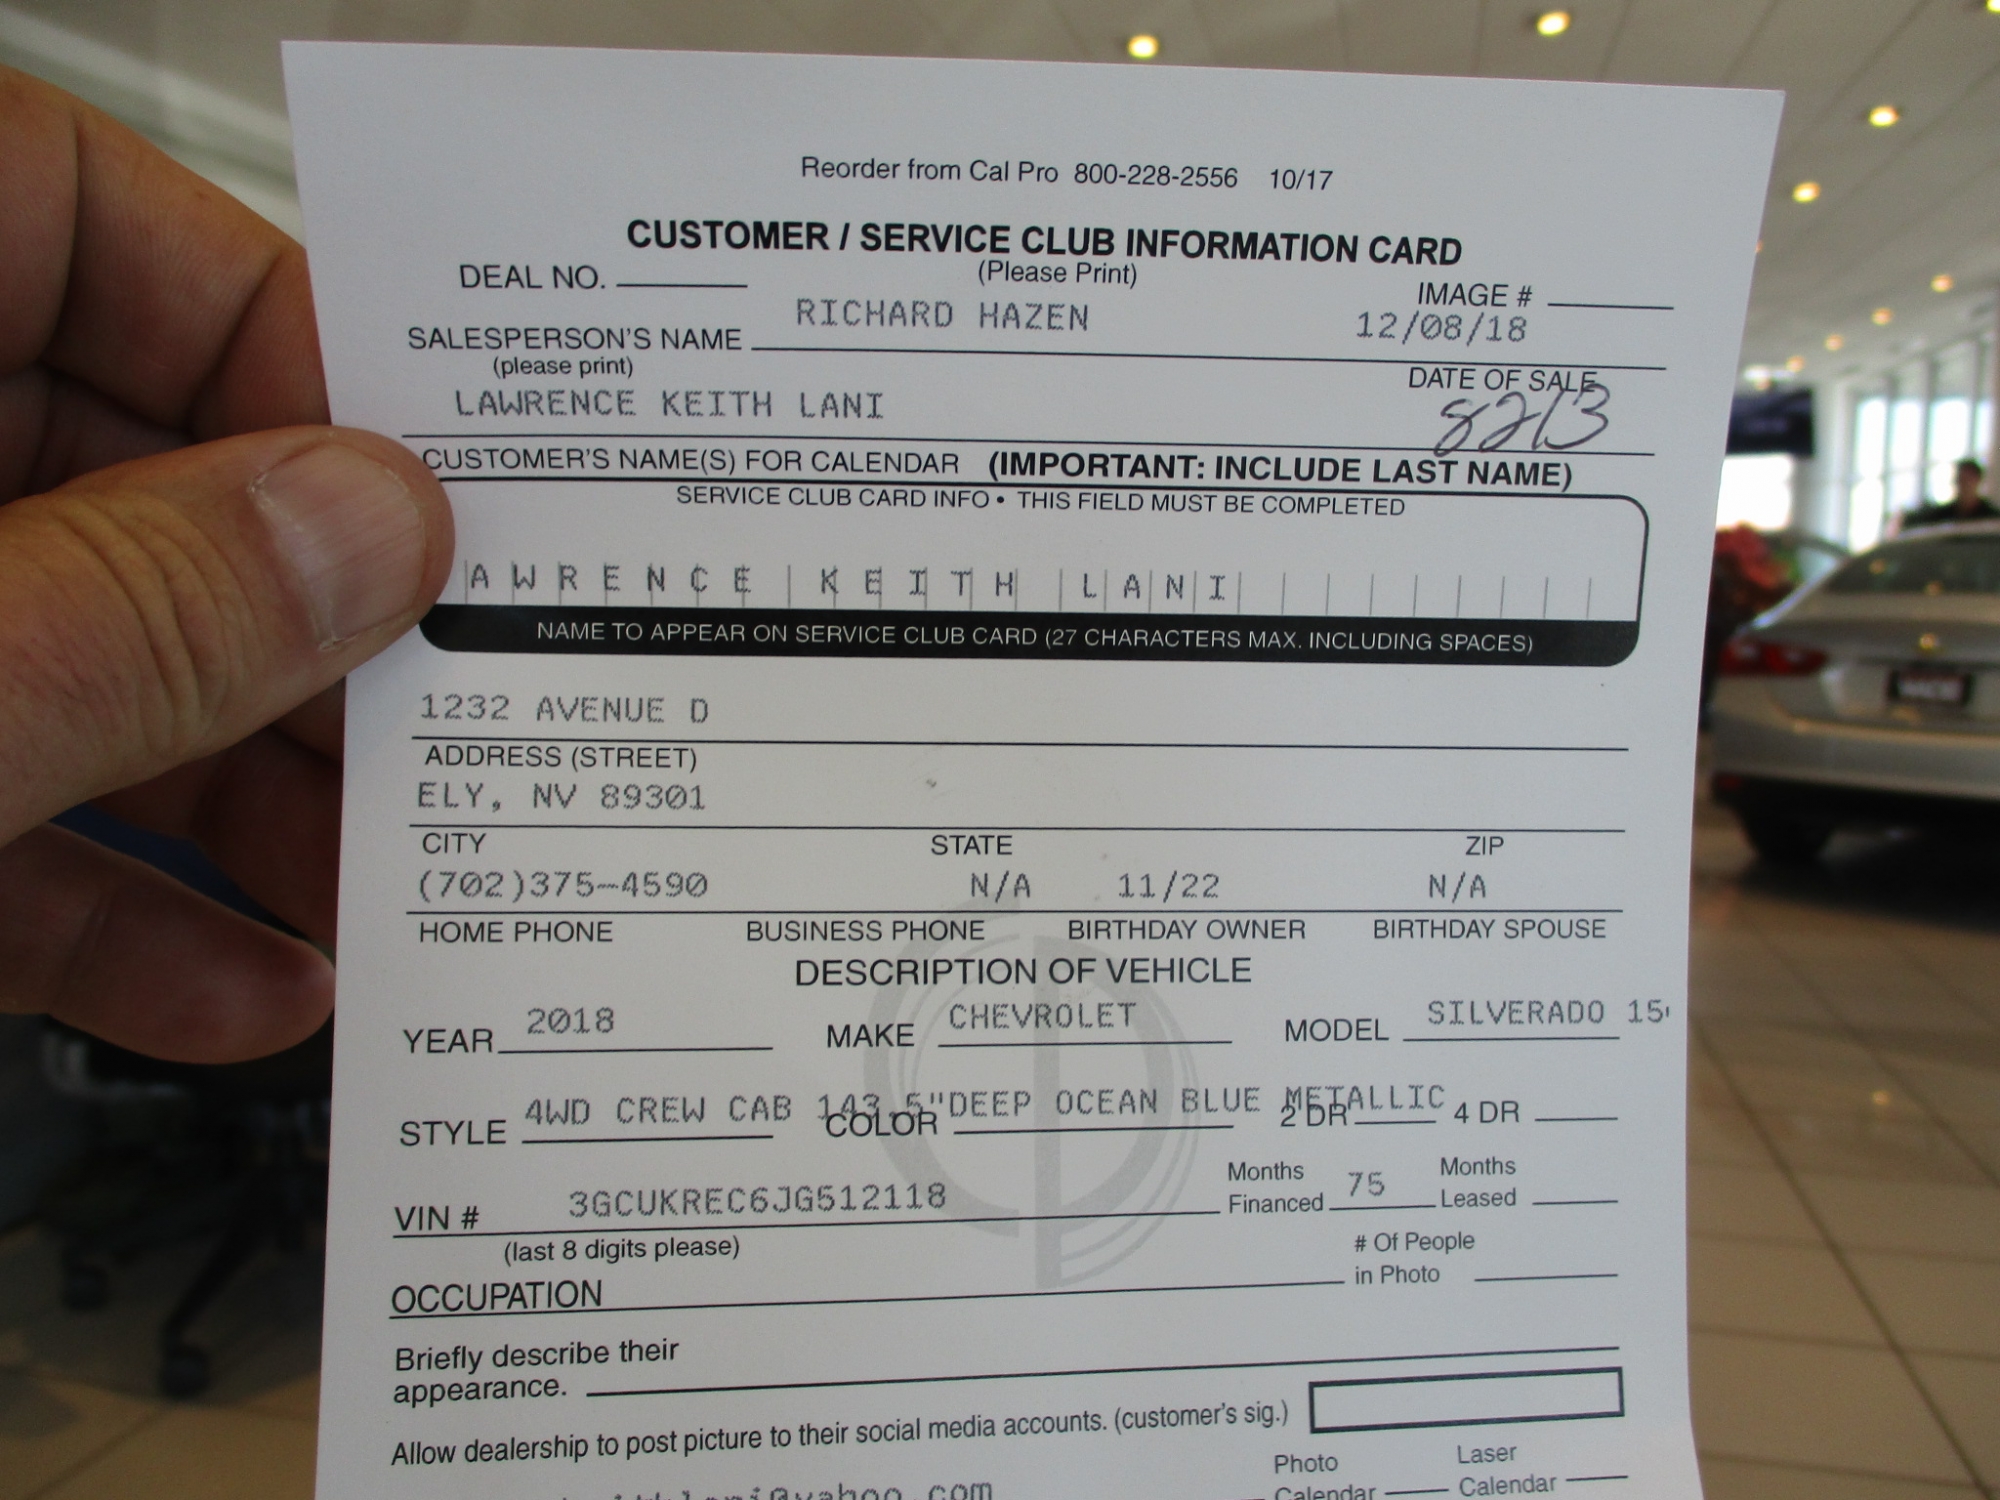 Reorder from Cal Pro 800-228-2556 10/17
CUSTOMER / SERVICE CLUB INFORMATION CARD
(Please Print)
DEAL NO.
IMAGE #
RICHARD HAZEN 12/08/18
SALESPERSON'S NAME
(please print)
DATE OF SALE
LAWRENCE KEITH LANI 8213
CUSTOMER'S NAME(S) FOR CALENDAR (IMPORTANT: INCLUDE LAST NAME)
SERVICE CLUB CARD INFO • THIS FIELD MUST BE COMPLETED
AWRENCE KEITH LANI
NAME TO APPEAR ON SERVICE CLUB CARD (27 CHARACTERS MAX. INCLUDING SPACES)
1232 AVENUE D
ADDRESS (STREET)
ELY, NV 89301
CITY STATE ZIP
(702)375-4590 N/A 11/22 N/A
HOME PHONE BUSINESS PHONE BIRTHDAY OWNER BIRTHDAY SPOUSE
DESCRIPTION OF VEHICLE
YEAR 2018 MAKE CHEVROLET MODEL SILVERADO 15
4WD CREW CAB 143.5"DEEP OCEAN BLUE METALLIC
STYLE COLOR 2 DR 4 DR
VIN # 3GCUKREC6JG512118 Months Financed 75 Months Leased
(last 8 digits please)
OCCUPATION # Of People in Photo
Briefly describe their
appearance.
Allow dealership to post picture to their social media accounts. (customer's sig.)
Photo Calendar Laser Calendar